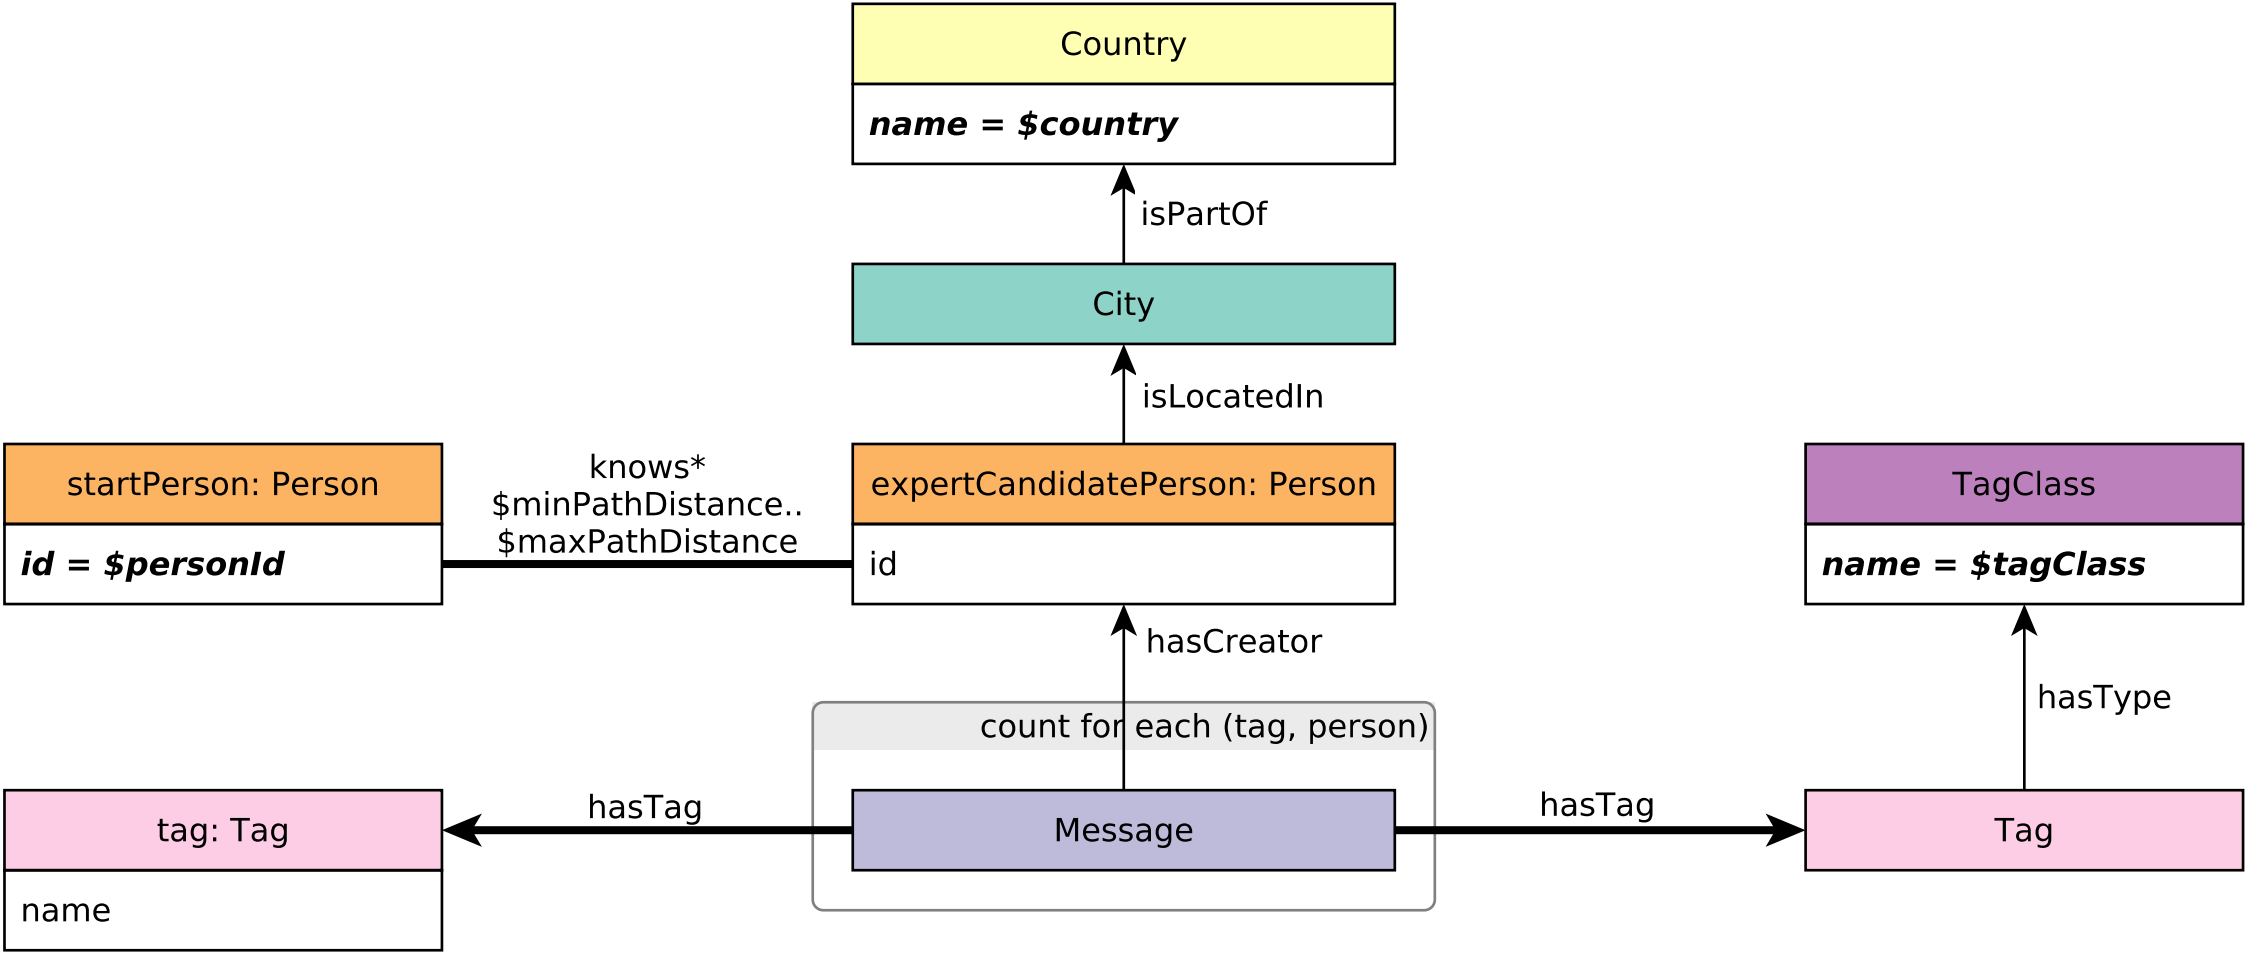 Country
name = $country
isPartOf
City
isLocatedIn
startPerson: Person
id = $personId
knows*
$minPathDistance..
$maxPathDistance
expertCandidatePerson: Person
id
TagClass
name = $tagClass
hasCreator
hasType
count for each (tag, person)
hasTag
hasTag
tag: Tag
name
Message
Tag